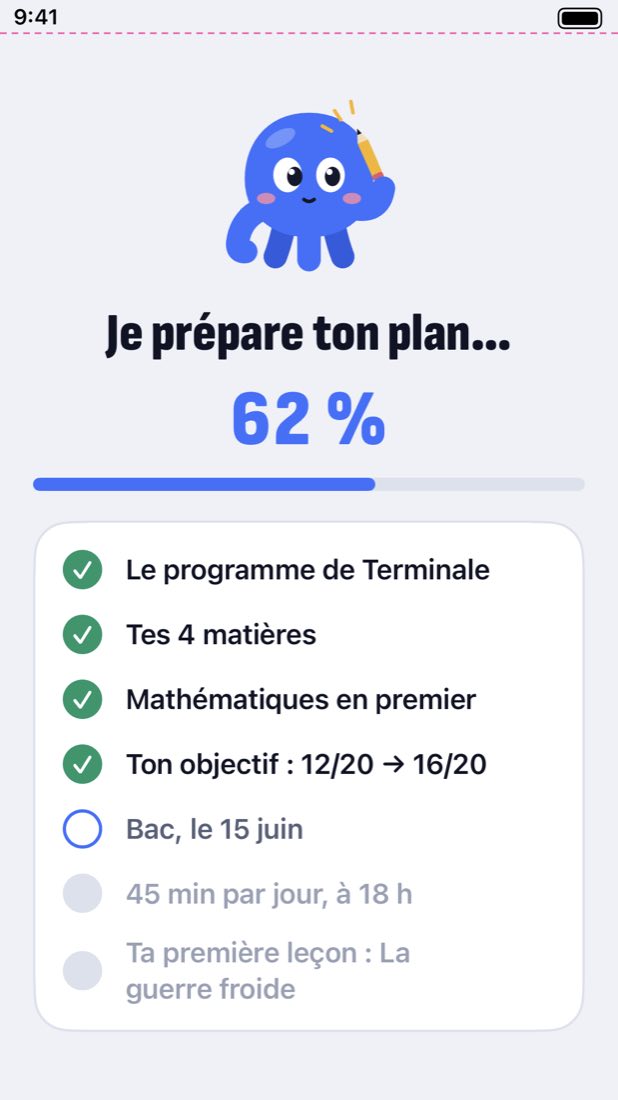 9:41
Je prépare ton plan...
62 %
Le programme de Terminale
Tes 4 matières
Mathématiques en premier
Ton objectif : 12/20 → 16/20
Bac, le 15 juin
45 min par jour, à 18 h
Ta première leçon : La
guerre froide